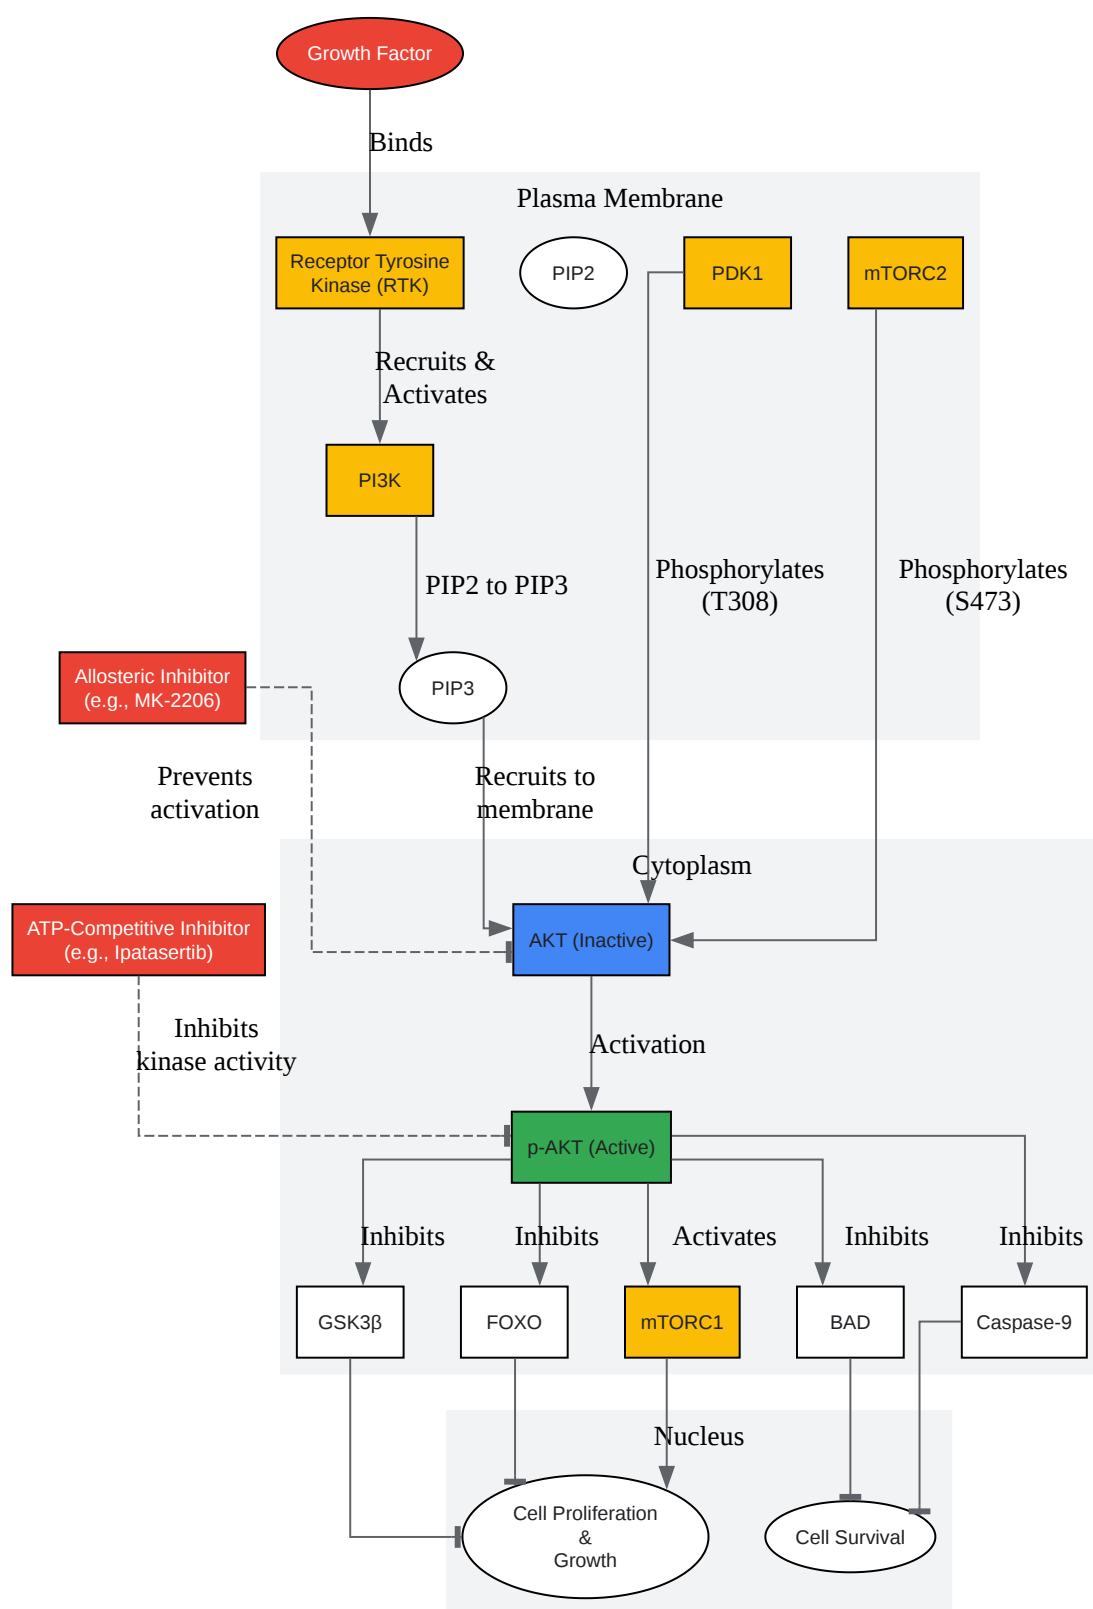 Growth Factor
Binds
Plasma Membrane
Receptor Tyrosine
Kinase (RTK)
PIP2
PDK1
mTORC2
Recruits &
Activates
PI3K
PIP2 to PIP3
Phosphorylates
(T308)
Phosphorylates
(S473)
Allosteric Inhibitor
(e.g., MK-2206)
PIP3
Prevents
activation
Recruits to
membrane
Cytoplasm
ATP-Competitive Inhibitor
(e.g., Ipatasertib)
AKT (Inactive)
Inhibits
kinase activity
Activation
p-AKT (Active)
Inhibits
Inhibits
Activates
Inhibits
Inhibits
GSK3β
FOXO
mTORC1
BAD
Caspase-9
Nucleus
Cell Proliferation
&
Growth
Cell Survival